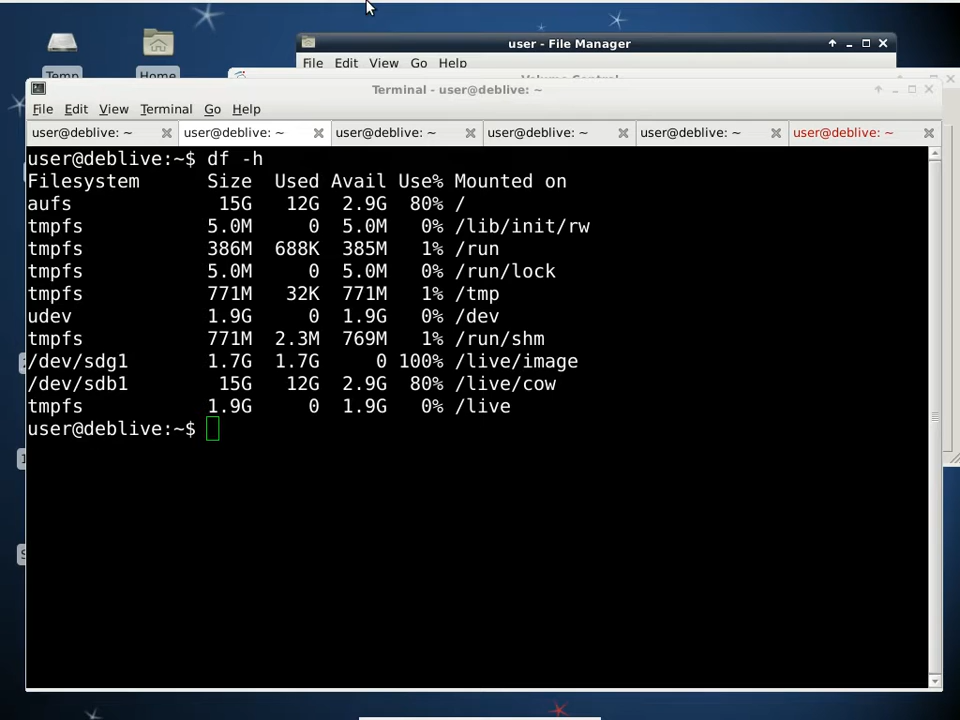 Temp
Home
user - File Manager
File Edit View Go Help
Volume Control
Terminal - user@deblive: ~
File Edit View Terminal Go Help
user@deblive: ~ user@deblive: ~ user@deblive: ~ user@deblive: ~ user@deblive: ~ user@deblive: ~
user@deblive:~$ df -h
Filesystem Size Used Avail Use% Mounted on
aufs 15G 12G 2.9G 80% /
tmpfs 5.0M 0 5.0M 0% /lib/init/rw
tmpfs 386M 688K 385M 1% /run
tmpfs 5.0M 0 5.0M 0% /run/lock
tmpfs 771M 32K 771M 1% /tmp
udev 1.9G 0 1.9G 0% /dev
tmpfs 771M 2.3M 769M 1% /run/shm
/dev/sdg1 1.7G 1.7G 0 100% /live/image
/dev/sdb1 15G 12G 2.9G 80% /live/cow
tmpfs 1.9G 0 1.9G 0% /live
user@deblive:~$